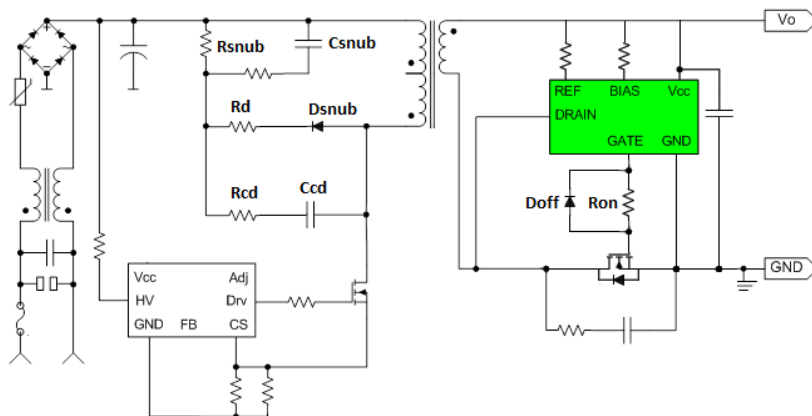 Rsnub
Csnub
Vo
Rd
Dsnub
REF
BIAS
Vcc
DRAIN
GATE
GND
Rcd
Ccd
Doff
Ron
GND
Vcc
Adj
HV
Drv
GND
FB
CS